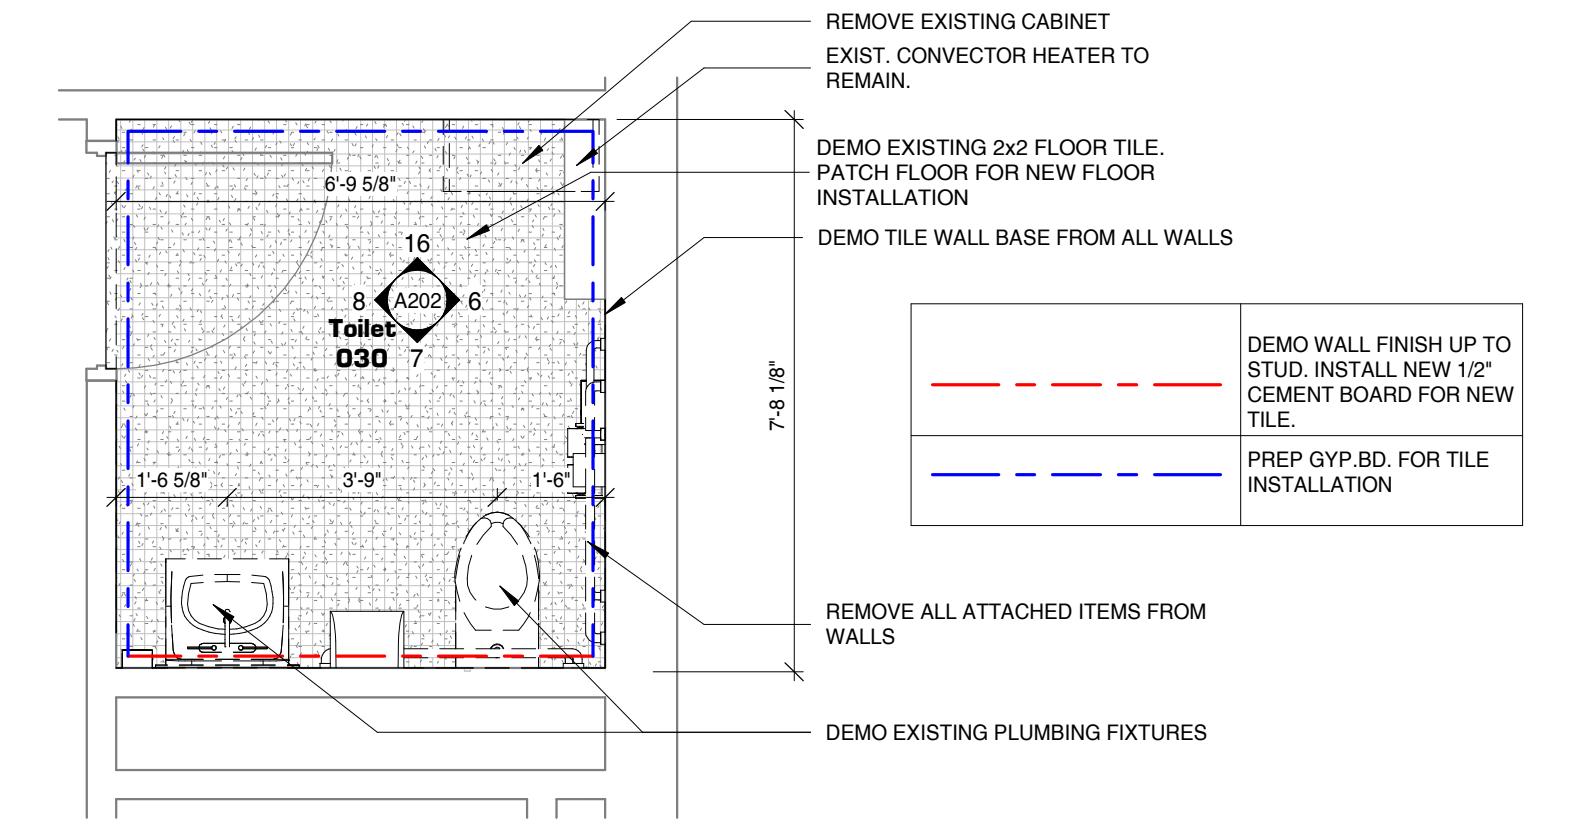 REMOVE EXISTING CABINET
EXIST. CONVECTOR HEATER TO
REMAIN.
DEMO EXISTING 2x2 FLOOR TILE.
PATCH FLOOR FOR NEW FLOOR
INSTALLATION
6'-9 5/8"
DEMO TILE WALL BASE FROM ALL WALLS
16
8
A202
6
Toilet
030
7
7'-8 1/8"
DEMO WALL FINISH UP TO
STUD. INSTALL NEW 1/2"
CEMENT BOARD FOR NEW
TILE.
PREP GYP.BD. FOR TILE
INSTALLATION
1'-6 5/8"
3'-9"
1'-6"
REMOVE ALL ATTACHED ITEMS FROM
WALLS
DEMO EXISTING PLUMBING FIXTURES